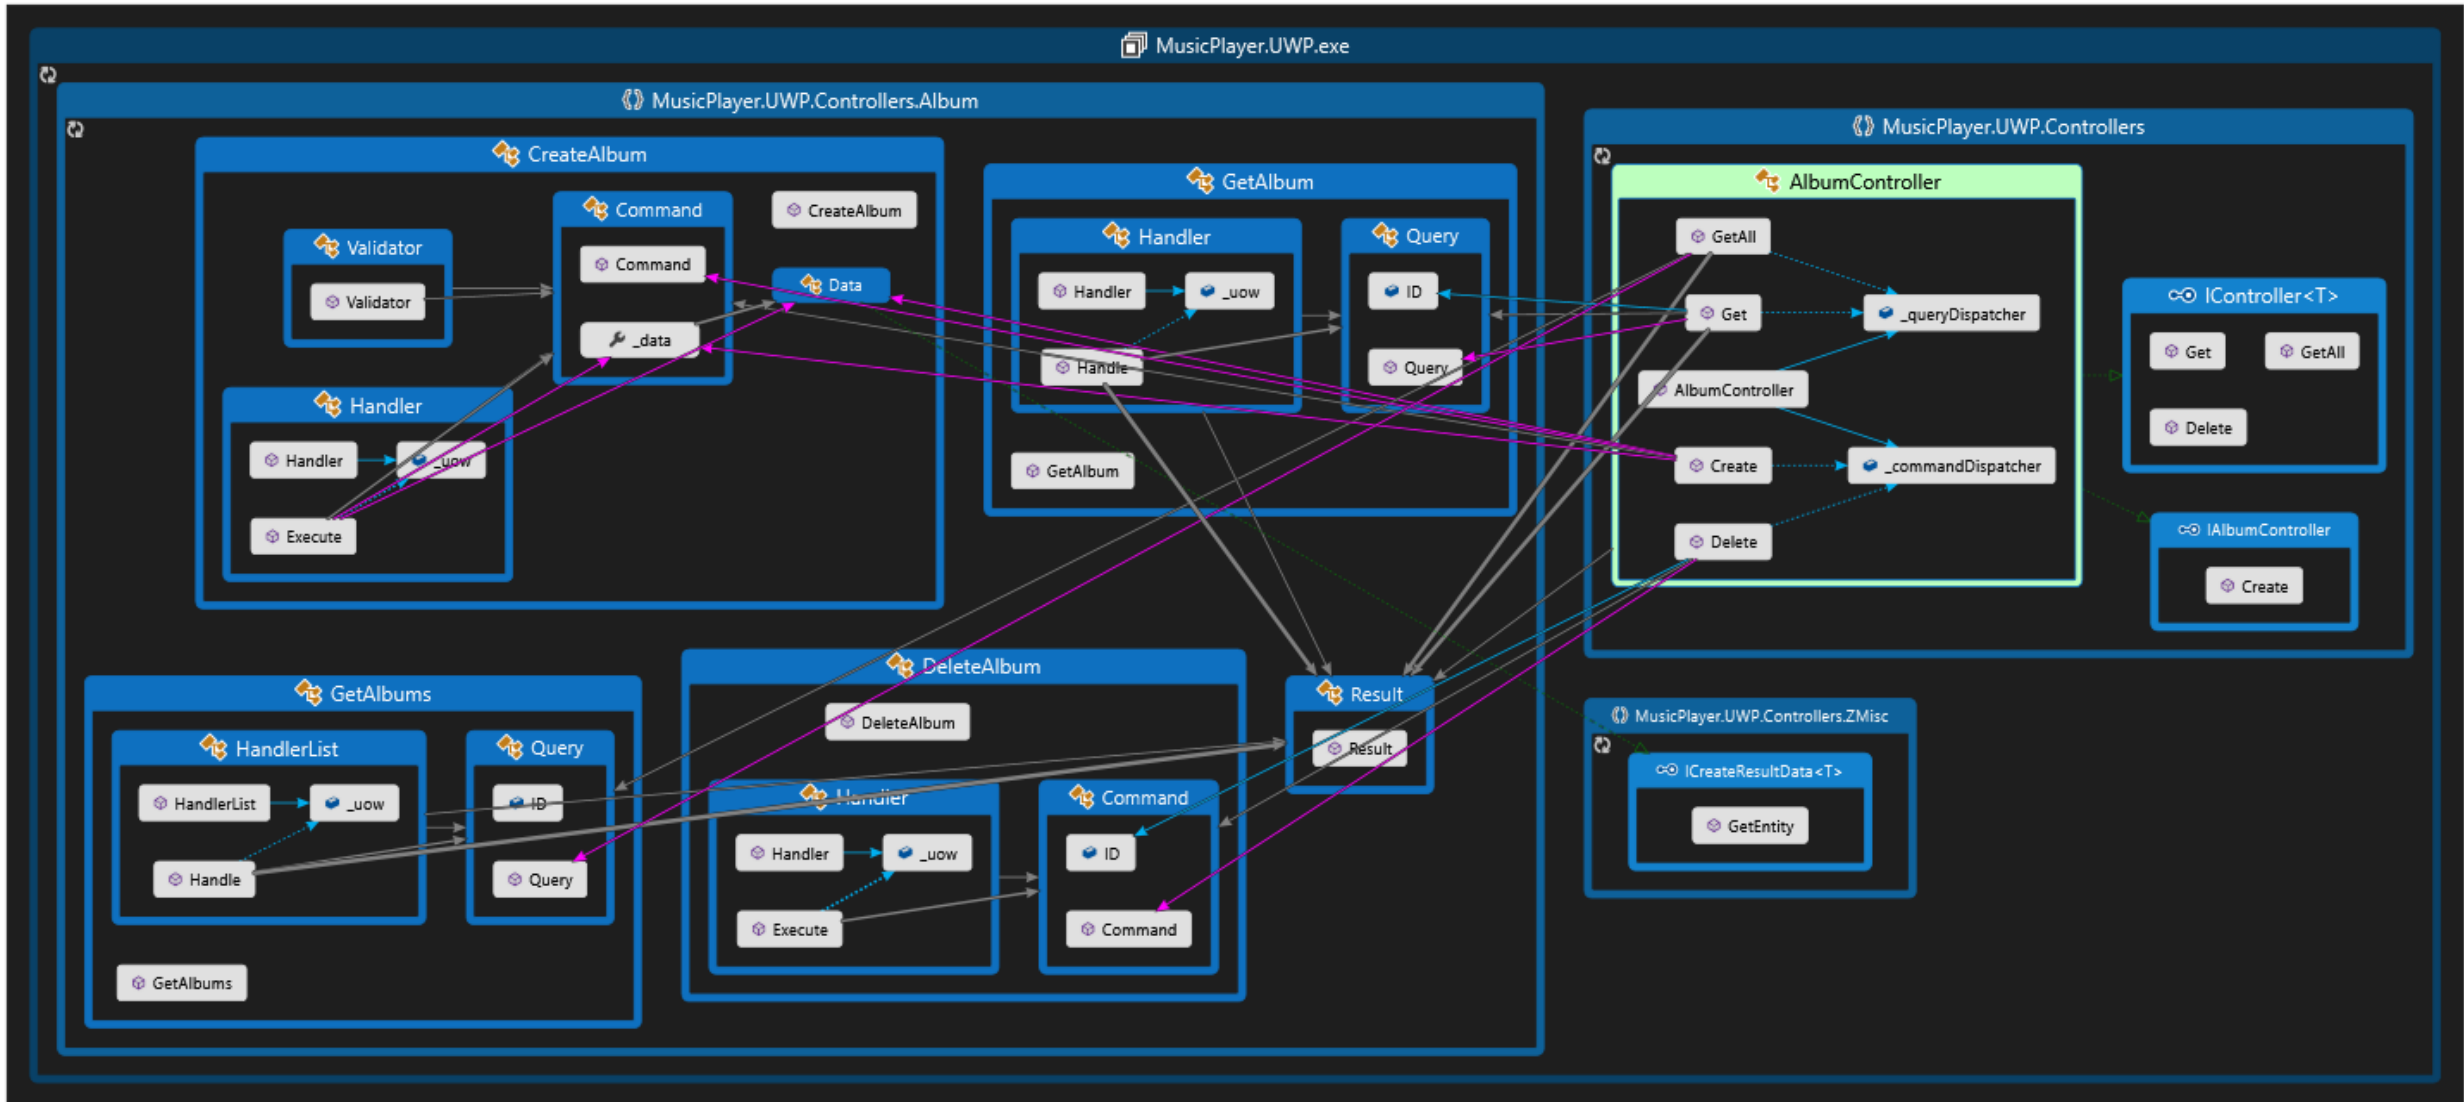 MusicPlayer.UWP.exe
MusicPlayer.UWP.Controllers.Album
CreateAlbum
Validator
Validator
Command
Command
_data
CreateAlbum
Data
Handler
Handler
_uow
Execute
GetAlbum
Handler
Handler
_uow
Handle
Query
ID
Query
GetAlbum
GetAlbums
HandlerList
HandlerList
_uow
Handle
Query
ID
Query
GetAlbums
DeleteAlbum
DeleteAlbum
Handler
Handler
_uow
Execute
Command
ID
Command
Result
Result
MusicPlayer.UWP.Controllers
AlbumController
GetAll
Get
_queryDispatcher
AlbumController
Create
_commandDispatcher
Delete
IController<T>
Get
GetAll
Delete
IAlbumController
Create
MusicPlayer.UWP.Controllers.ZMisc
ICreateResultData<T>
GetEntity